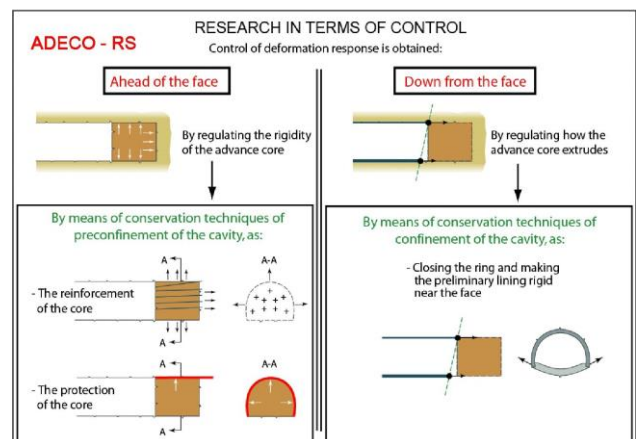 RESEARCH IN TERMS OF CONTROL
ADECO - RS
Control of deformation response is obtained:
Ahead of the face
By regulating the rigidity
of the advance core
By means of conservation techniques of
preconfinement of the cavity, as:
A
A-A
- The reinforcement
of the core
A
A
A-A
- The protection
of the core
A
Down from the face
By regulating how the
advance core extrudes
By means of conservation techniques of
confinement of the cavity, as:
- Closing the ring and making
the preliminary lining rigid
near the face